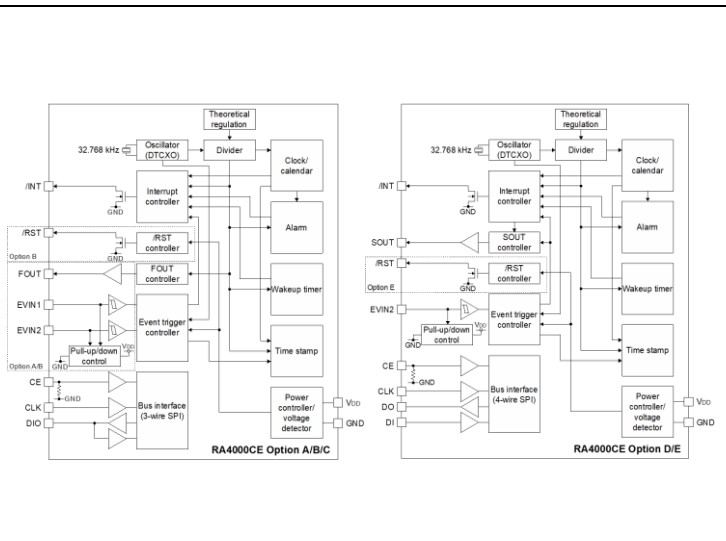 Theoretical
regulation
32.768 kHz
Oscillator
(DTCXO)
Divider
Clock/
calendar
/INT
GND
Interrupt
controller
Alarm
/RST
GND
/RST
controller
Option B
FOUT
FOUT
controller
Wakeup timer
EVIN1
EVIN2
Event trigger
controller
Pull-up/down
control
VDD
GND
Option A/B
Time stamp
CE
GND
CLK
DIO
Bus interface
(3-wire SPI)
Power
controller/
voltage
detector
VDD
GND
RA4000CE Option A/B/C
Theoretical
regulation
32.768 kHz
Oscillator
(DTCXO)
Divider
Clock/
calendar
/INT
GND
Interrupt
controller
Alarm
SOUT
SOUT
controller
/RST
GND
/RST
controller
Option E
Wakeup timer
EVIN2
Event trigger
controller
Pull-up/down
control
VDD
GND
Time stamp
CE
GND
CLK
DO
DI
Bus interface
(4-wire SPI)
Power
controller/
voltage
detector
VDD
GND
RA4000CE Option D/E